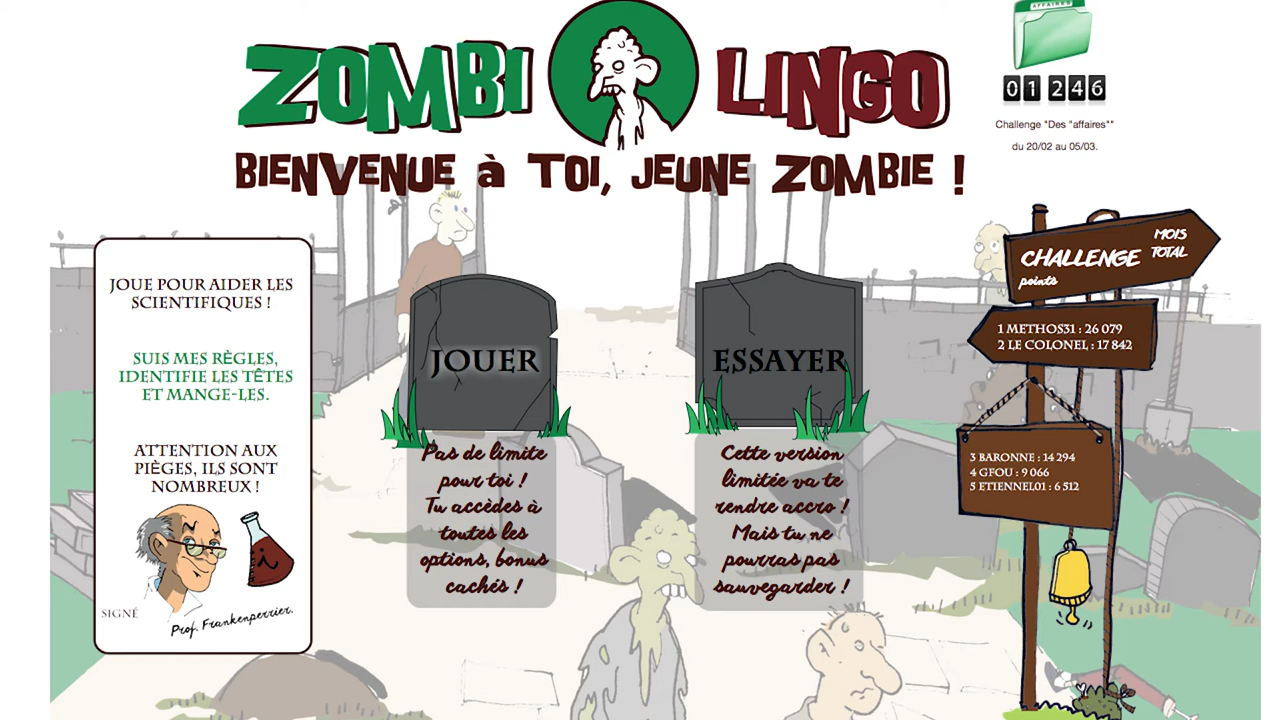 ZOMBI LINGO
BIENVENUE à TOI, JEUNE ZOMBIE !
AFFAIRES
01 246
Challenge "Des "affaires""
du 20/02 au 05/03.
JOUE POUR AIDER LES
SCIENTIFIQUES !
SUIS MES RÈGLES,
IDENTIFIE LES TÊTES
ET MANGE-LES.
ATTENTION AUX
PIÈGES, ILS SONT
NOMBREUX !
SIGNÉ
Prof. Frankenperrier.
JOUER
Pas de limite
pour toi !
Tu accèdes à
toutes les
options, bonus
cachés !
ESSAYER
Cette version
limitée va te
rendre accro !
Mais tu ne
pourras pas
sauvegarder !
MOIS
CHALLENGE TOTAL
points
1 METHOS31 : 26 079
2 LE COLONEL : 17 842
3 BARONNE : 14 294
4 GFOU : 9 066
5 ETIENNEL01 : 6 512